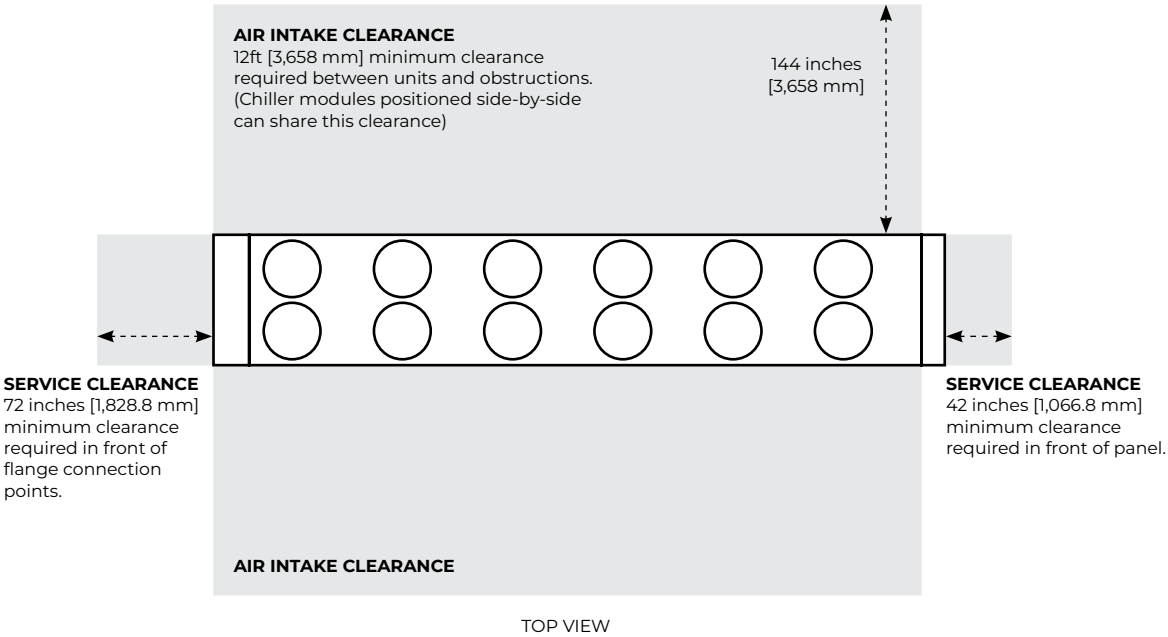 AIR INTAKE CLEARANCE
12ft [3,658 mm] minimum clearance
required between units and obstructions.
(Chiller modules positioned side-by-side
can share this clearance)
144 inches
[3,658 mm]
SERVICE CLEARANCE
72 inches [1,828.8 mm]
minimum clearance
required in front of
flange connection
points.
SERVICE CLEARANCE
42 inches [1,066.8 mm]
minimum clearance
required in front of panel.
AIR INTAKE CLEARANCE
TOP VIEW